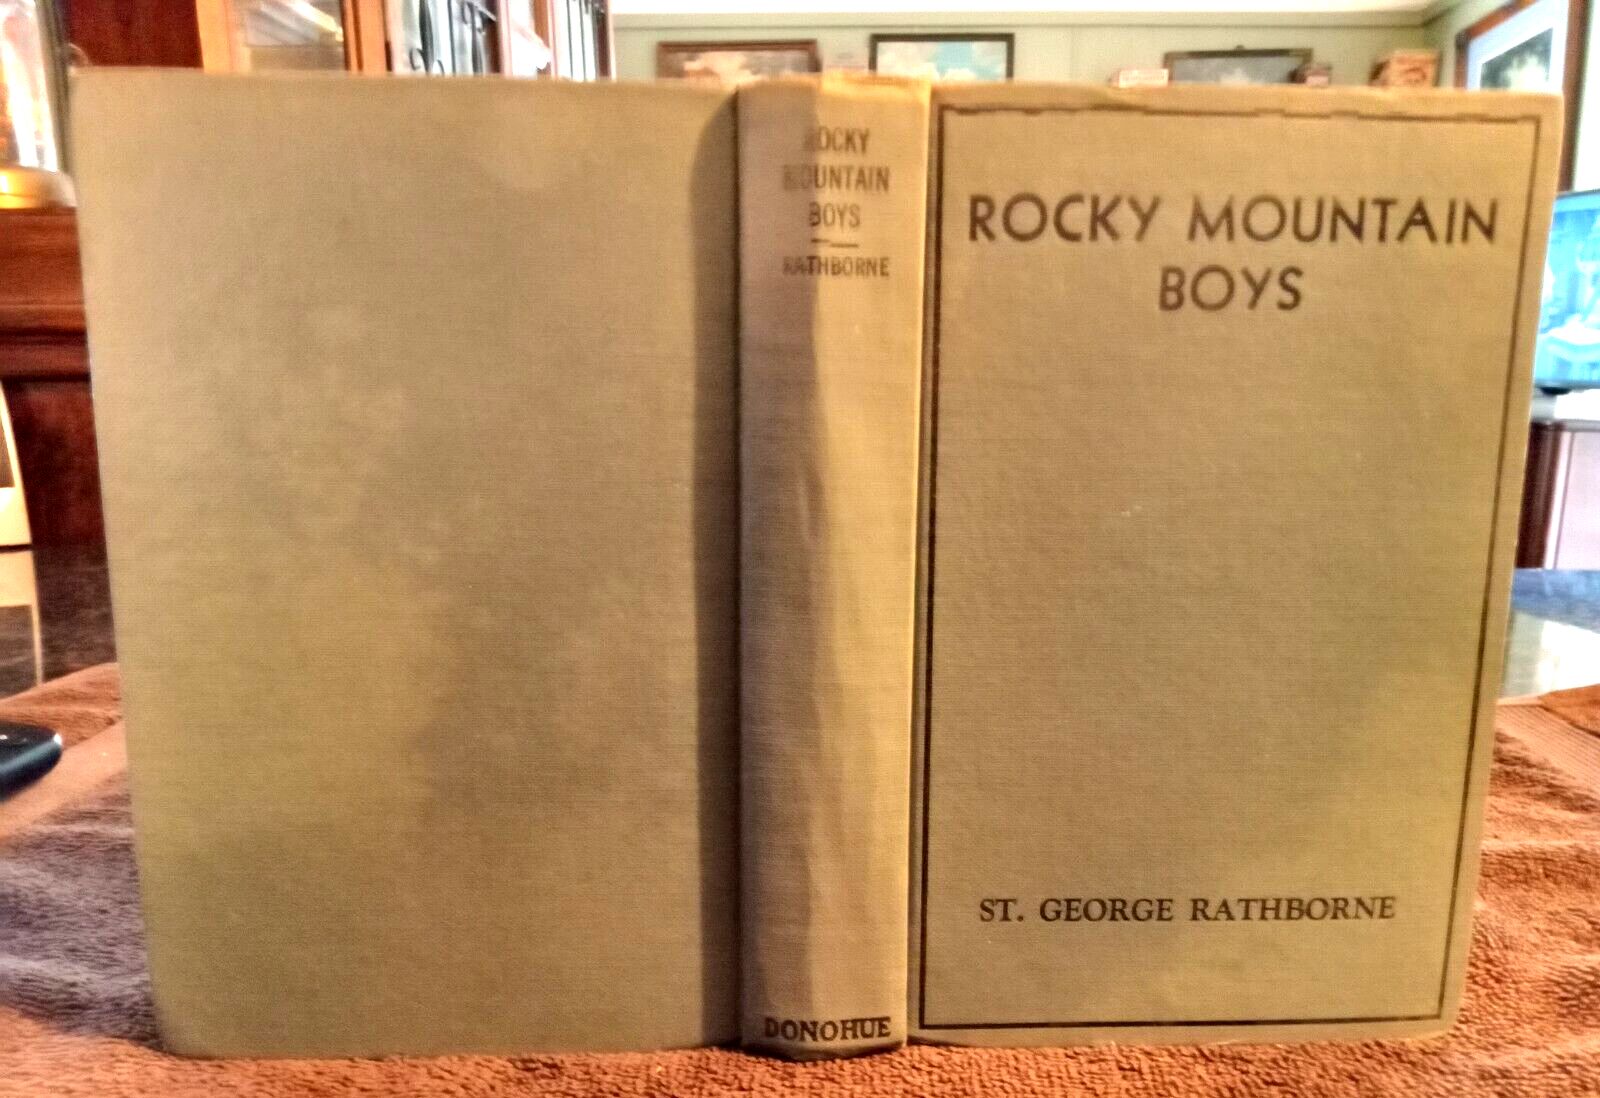 ROCKY
MOUNTAIN
BOYS
RATHBORNE
DONOHUE
ROCKY MOUNTAIN
BOYS
ST. GEORGE RATHBORNE